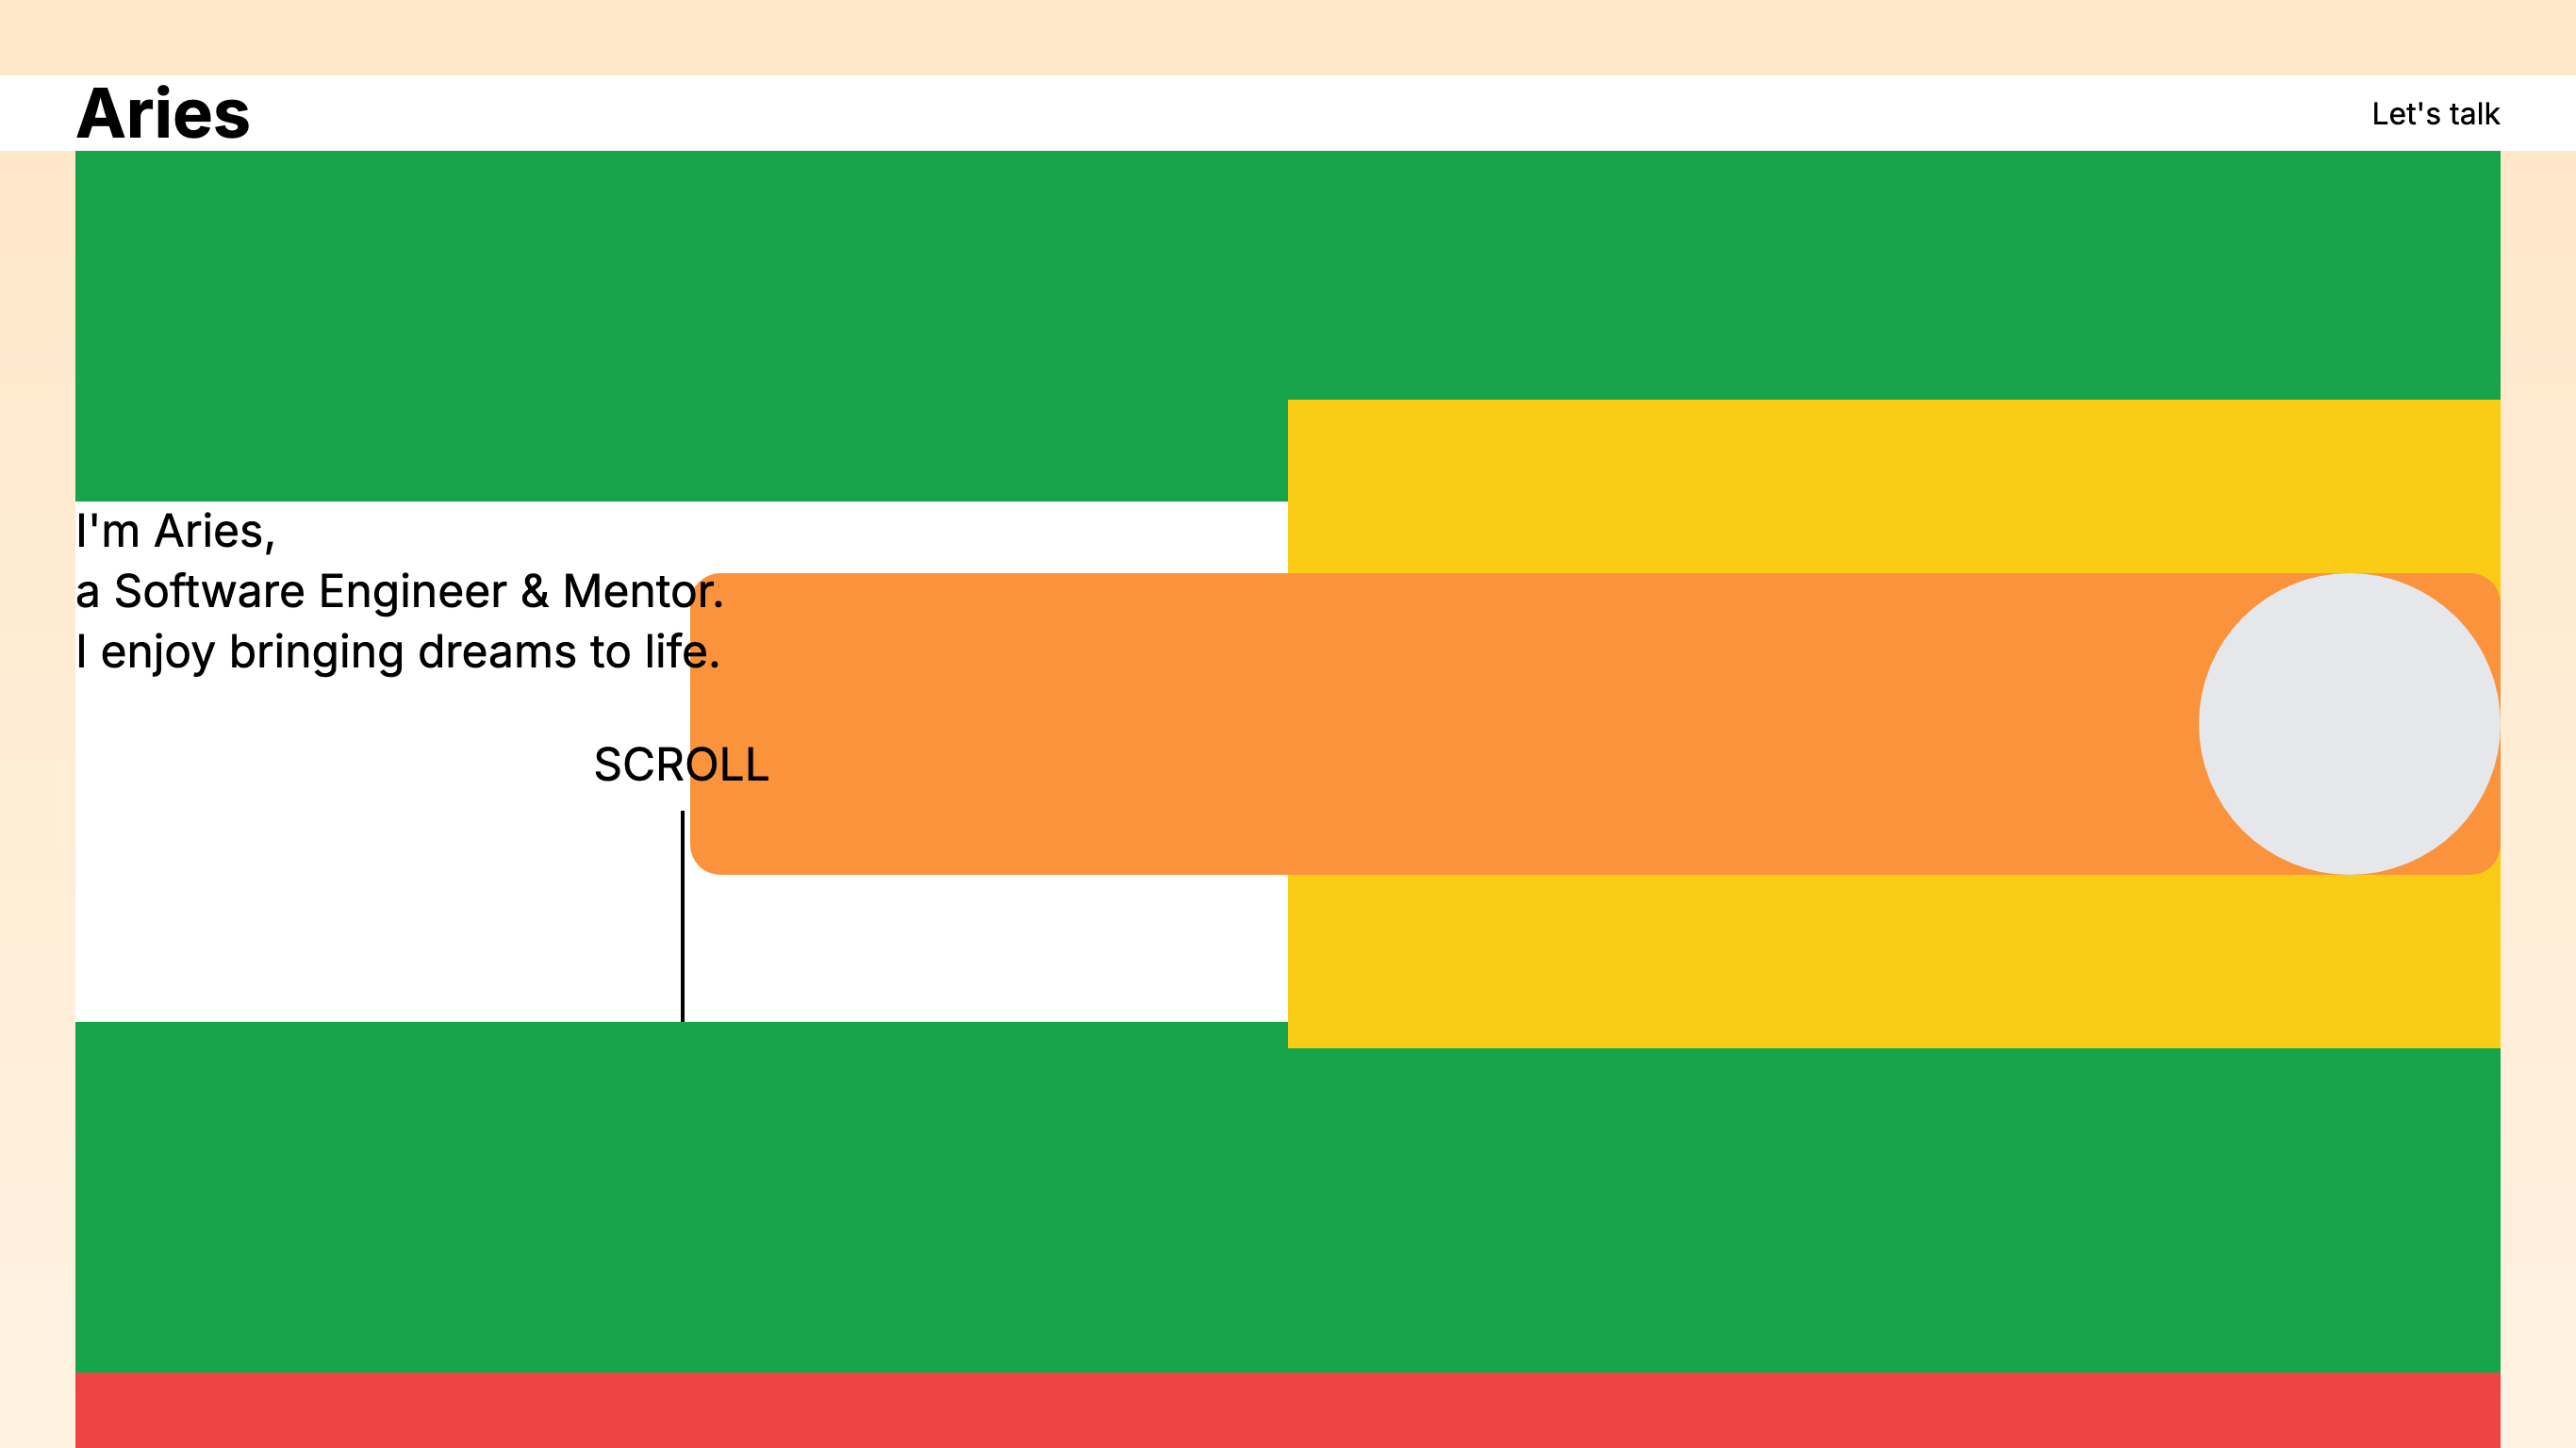 Aries
Let's talk
I'm Aries,
a Software Engineer & Mentor.
I enjoy bringing dreams to life.
SCROLL